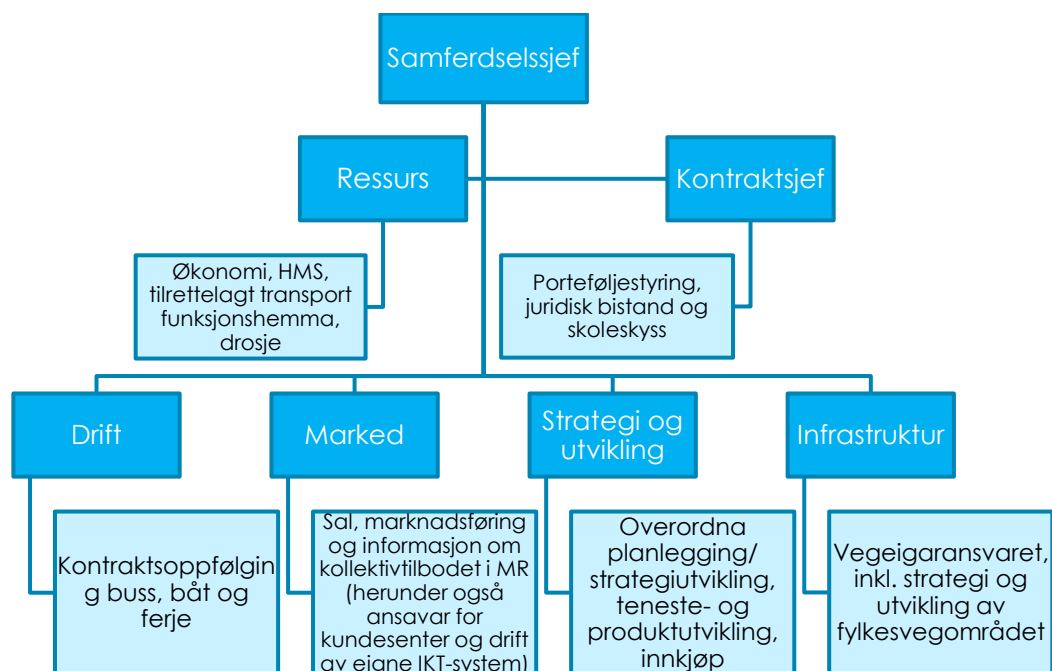 Samferdselssjef
Ressurs
Kontraktsjef
Økonomi, HMS,
tilrettelagt transport
funksjonshemma,
drosje
Porteføljestyring,
juridisk bistand og
skoleskyss
Drift
Marked
Strategi og
utvikling
Infrastruktur
Kontraktsoppfølgin
g buss, båt og
ferje
Sal, marknadsføring
og informasjon om
kollektivtilbodet i MR
(herunder også
ansavar for
kundesenter og drift
av eigne IKT-system)
Overordna
planlegging/
strategiutvikling,
teneste- og
produktutvikling,
innkjøp
Vegeigaransvaret,
inkl. strategi og
utvikling av
fylkesvegområdet